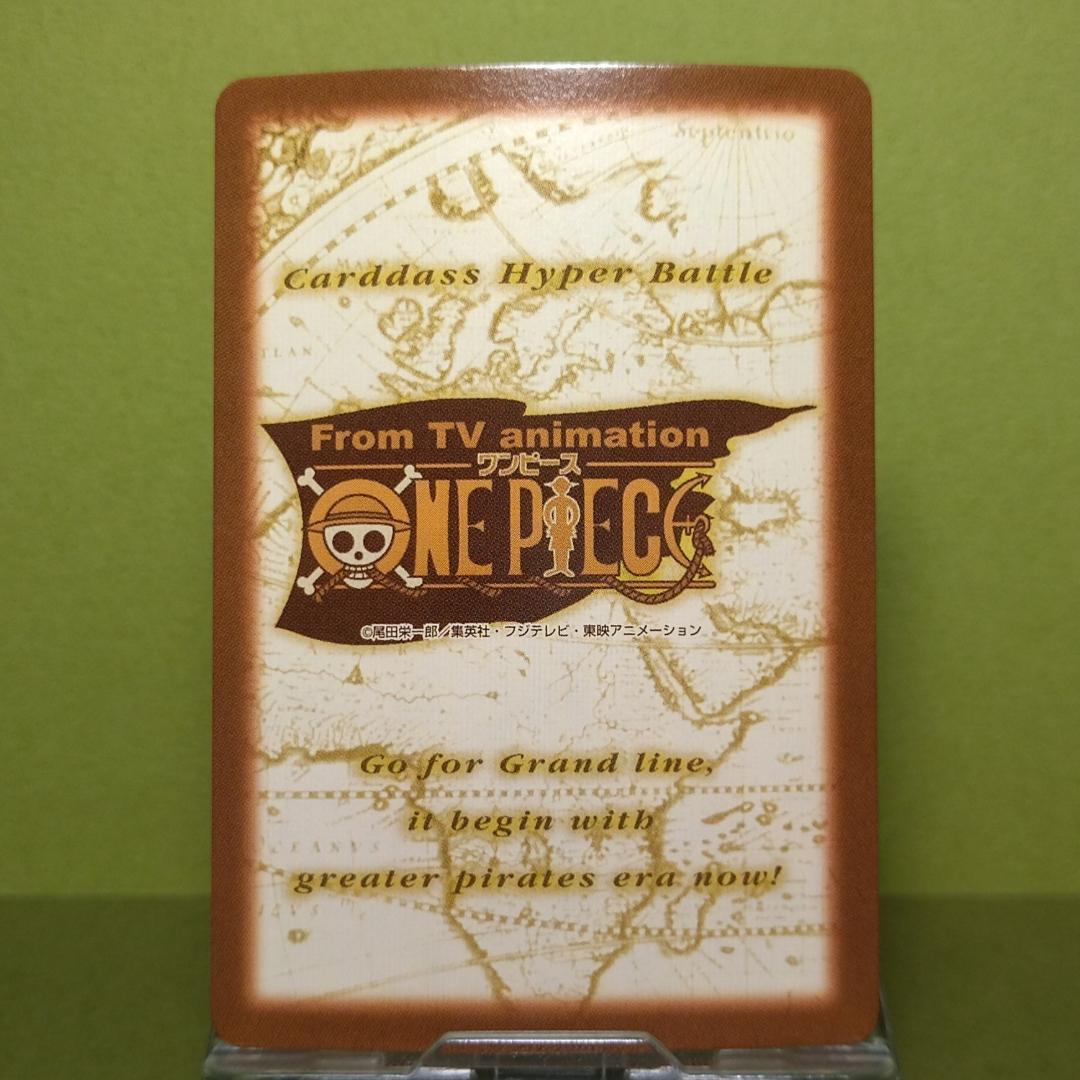 Septentrio
Carddass Hyper Battle
TLAN
From TV animation
ワンピース
ONE PIECE
©尾田栄一郎／集英社・フジテレビ・東映アニメーション
Go for Grand line,
it begin with
greater pirates era now!